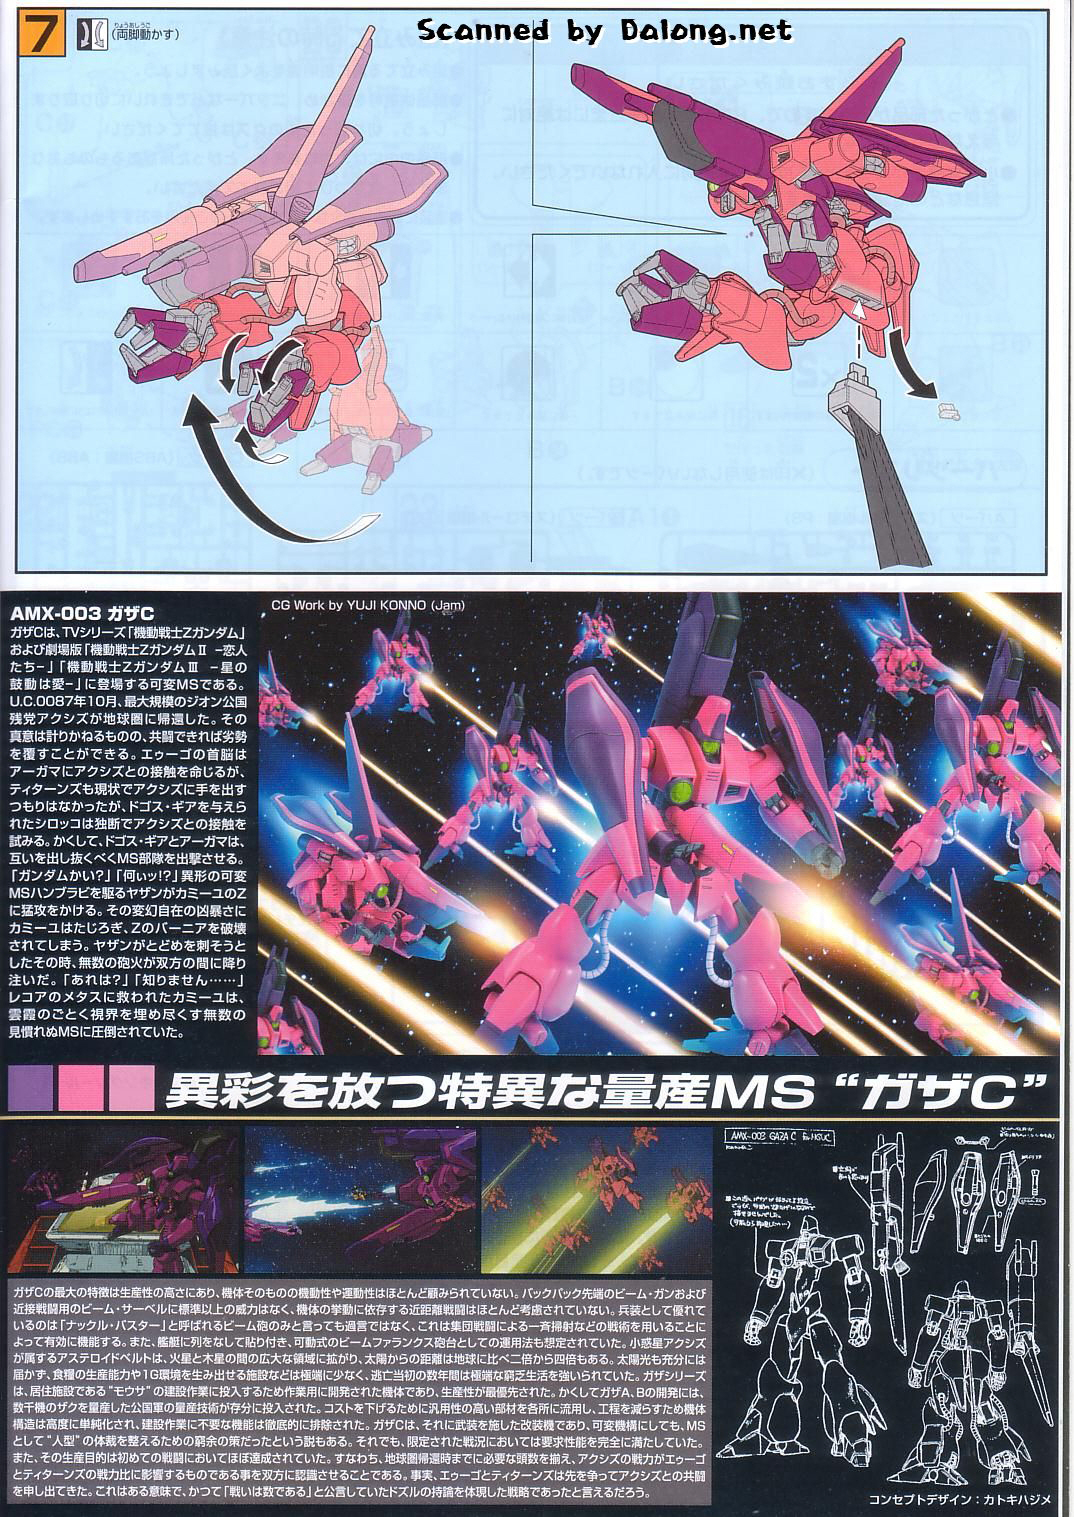 7
りょうあしうご
(両脚動かす)
Scanned by Dalong.net
AMX-003 ガザC
ガザCは、TVシリーズ「機動戦士Zガンダム」
および劇場版「機動戦士ZガンダムⅡ −恋人
たち−」「機動戦士ZガンダムⅢ −星の
鼓動は愛−」に登場する可変MSである。
U.C.0087年10月、最大規模のジオン公国
残党アクシズが地球圏に帰還した。その
真意は計りかねるものの、共闘できれば劣勢
を覆すことができる。エゥーゴの首脳は
アーガマにアクシズとの接触を命じるが、
ティターンズも現状でアクシズに手を出す
つもりはなかったが、ドゴス・ギアを与えら
れたシロッコは独断でアクシズとの接触を
試みる。かくして、ドゴス・ギアとアーガマは、
互いを出し抜くべくMS部隊を出撃させる。
「ガンダムかい?」「何ぃッ!?」異形の可変
MSハンブラビを駆るヤザンがカミーユのZ
に猛攻をかける。その変幻自在の凶暴さに
カミーユはたじろぎ、Zのバーニアを破壊
されてしまう。ヤザンがとどめを刺そうと
したその時、無数の砲火が双方の間に降り
注いだ。「あれは?」「知りません……」
レコアのメタスに救われたカミーユは、
雲霞のごとく視界を埋め尽くす無数の
見慣れぬMSに圧倒されていた。
CG Work by YUJI KONNO (Jam)
異彩を放つ特異な量産MS “ガザC”
ガザCの最大の特徴は生産性の高さにあり、機体そのものの機動性や運動性はほとんど顧みられていない。バックパック先端のビーム・ガンおよび
近接戦闘用のビーム・サーベルに標準以上の威力はなく、機体の挙動に依存する近距離戦闘はほとんど考慮されていない。兵装として優れて
いるのは「ナックル・バスター」と呼ばれるビーム砲のみと言っても過言ではなく、これは集団戦闘による一斉掃射などの戦術を用いることに
よって有効に機能する。また、艦艇に列をなして貼り付き、可動式のビームファランクス砲台としての運用法も想定されていた。小惑星アクシズ
が属するアステロイドベルトは、火星と木星の間の広大な領域に拡がり、太陽からの距離は地球に比べ二倍から四倍もある。太陽光も充分には
届かず、食糧の生産能力や1G環境を生み出せる施設などは極端に少なく、逃亡当初の数年間は極端な窮乏生活を強いられていた。ガザシリーズ
は、居住施設である“モウサ”の建設作業に投入するため作業用に開発された機体であり、生産性が最優先された。かくしてガザA、Bの開発には、
数千機のザクを量産した公国軍の量産技術が存分に投入された。コストを下げるために汎用性の高い部材を各所に流用し、工程を減らすため機体
構造は高度に単純化され、建設作業に不要な機能は徹底的に排除された。ガザCは、それに武装を施した改装機であり、可変機構にしても、MS
として“人型”の体裁を整えるための窮余の策だったという説もある。それでも、限定された戦況においては要求性能を完全に満たしていた。
また、その生産目的は初めての戦闘においてほぼ達成されていた。すなわち、地球圏帰還時までに必要な頭数を揃え、アクシズの戦力がエゥーゴ
とティターンズの戦力比に影響するものである事を双方に認識させることである。事実、エゥーゴとティターンズは先を争ってアクシズとの共闘
を申し出てきた。これはある意味で、かつて「戦いは数である」と公言していたドズルの持論を体現した戦略であったと言えるだろう。
AMX-003 GAZA C for HGUC
コンセプトデザイン：カトキハジメ